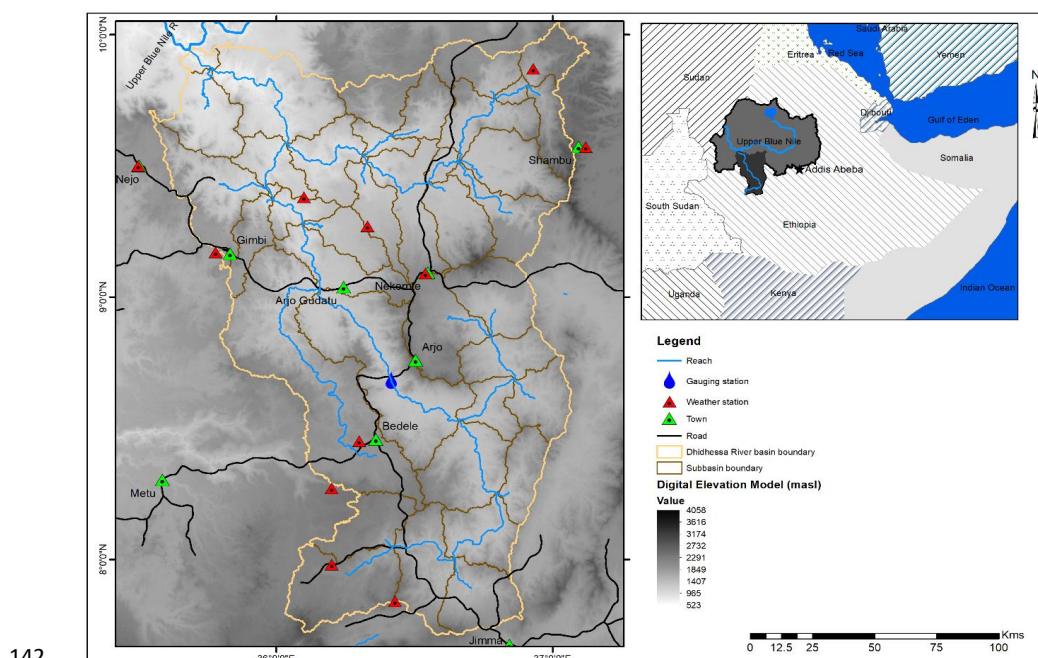 10°0'0"N
Upper Blue Nile R
Shambu
Nejo
Gimbi
Nekemte
Arjo Gudatu
9°0'0"N
Arjo
Bedele
Metu
8°0'0"N
Jimma
142
Saudi Arabia
Eritrea
Red Sea
Yemen
Sudan
N
Djibouti
Gulf of Eden
Upper Blue Nile
Somalia
Addis Abeba
South Sudan
Ethiopia
Uganda
Kenya
Indian Ocean
Legend
Reach
Gauging station
Weather station
Town
Road
Dhidhessa River basin boundary
Subbasin boundary
Digital Elevation Model (masl)
Value
4058
3616
3174
2732
2291
1849
1407
965
523
Kms
0 12.5 25 50 75 100